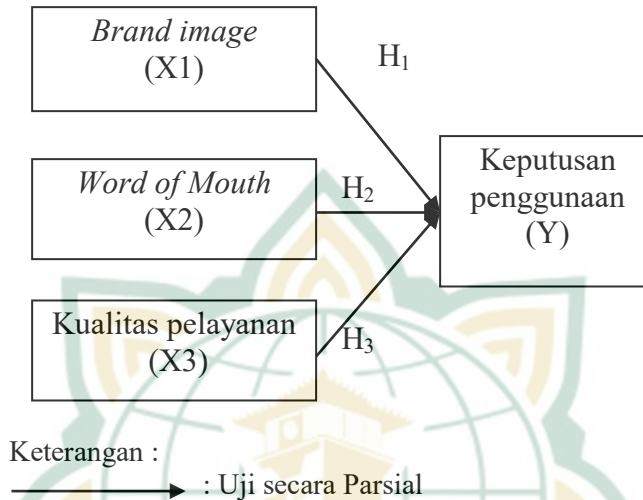 Brand image
(X1)
H1
Word of Mouth
(X2)
H2
Keputusan
penggunaan
(Y)
Kualitas pelayanan
(X3)
H3
Keterangan :
: Uji secara Parsial